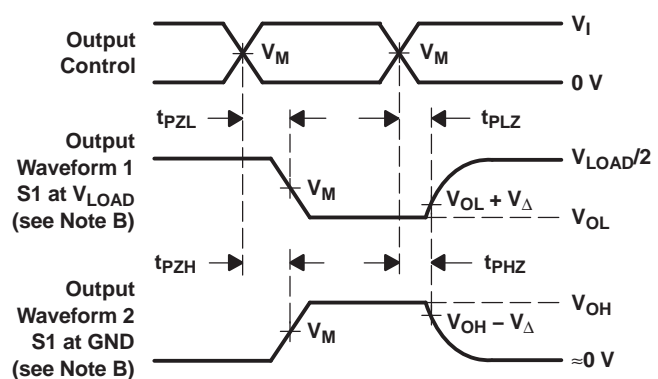 Output
Control
V_M
V_M
V_I
0 V
t_PZL
t_PLZ
Output
Waveform 1
S1 at V_LOAD
(see Note B)
V_M
V_OL + V_Δ
V_LOAD/2
V_OL
t_PZH
t_PHZ
Output
Waveform 2
S1 at GND
(see Note B)
V_M
V_OH − V_Δ
V_OH
≈0 V